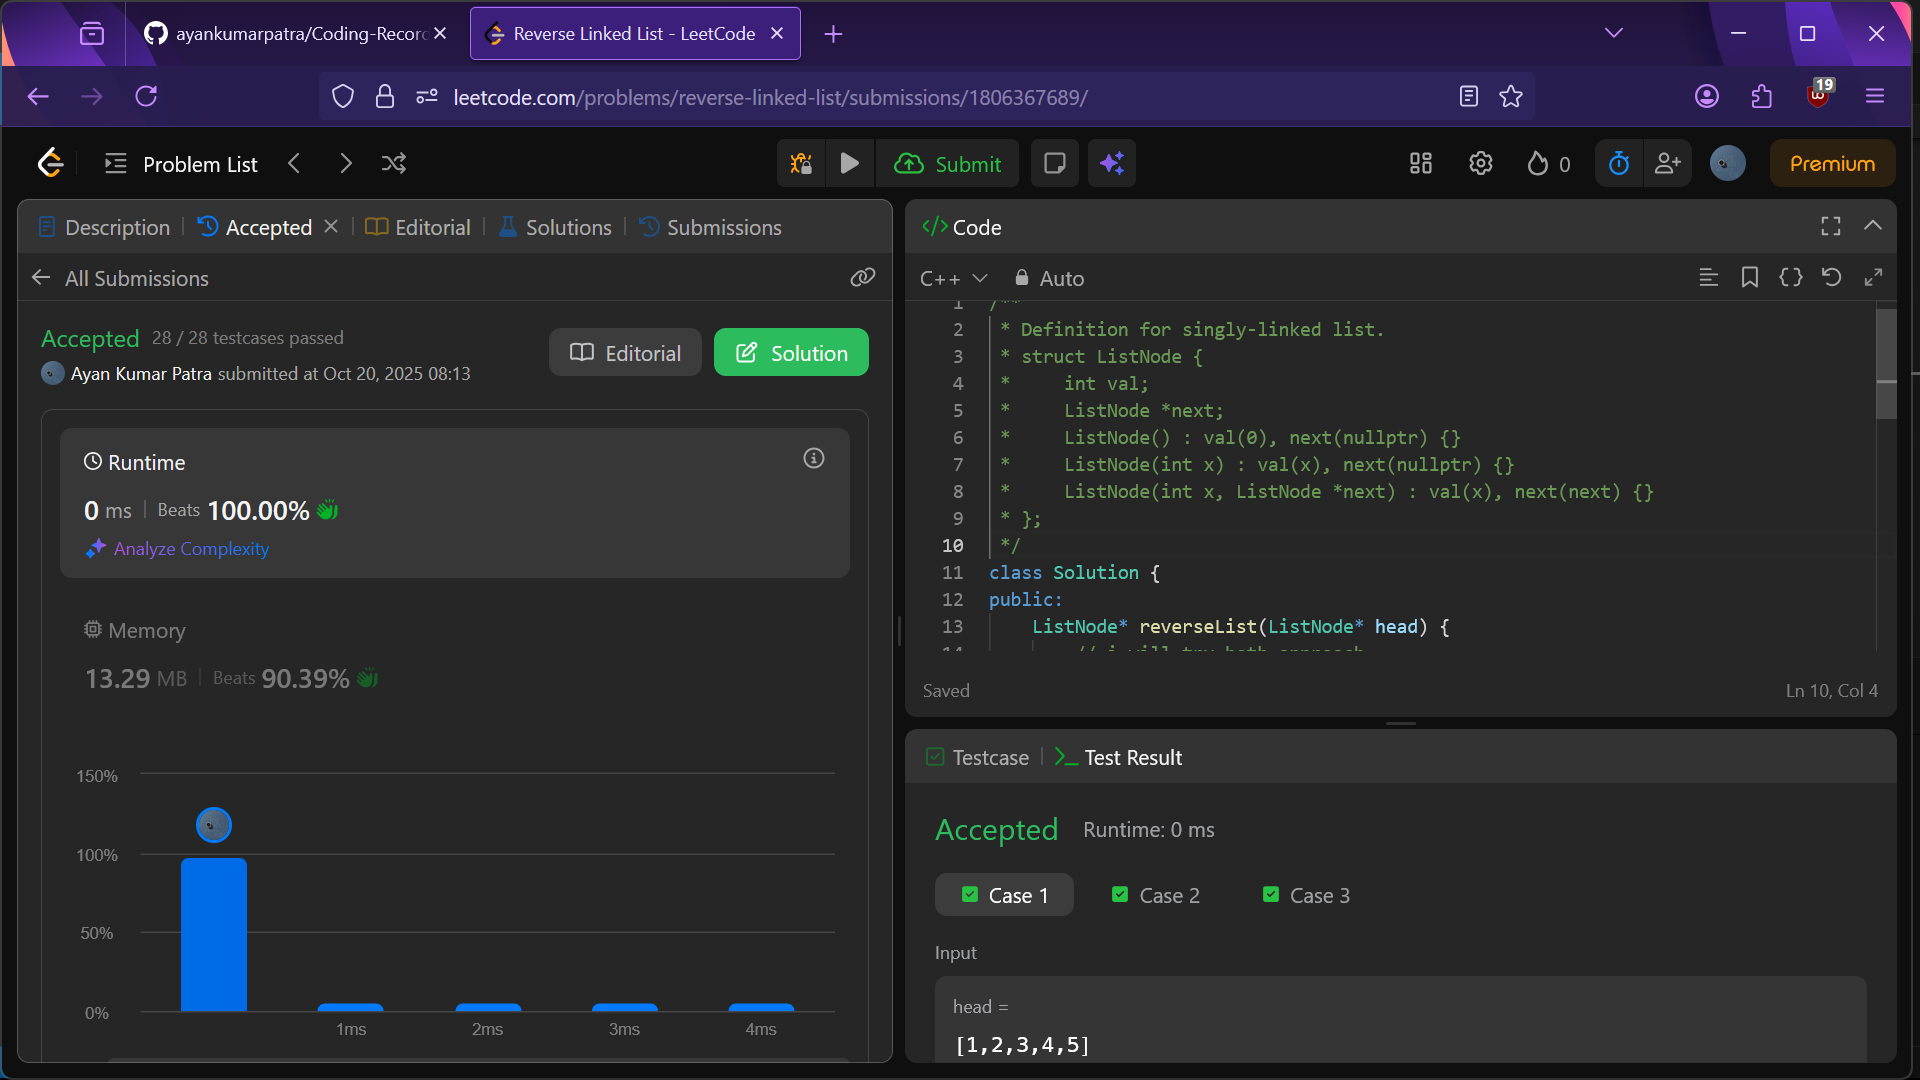 ayankumarpatra/Coding-Record
Reverse Linked List - LeetCode
leetcode.com/problems/reverse-linked-list/submissions/1806367689/
19
Problem List
Submit
0
Premium
Description
Accepted
Editorial
Solutions
Submissions
All Submissions
Accepted 28 / 28 testcases passed
Ayan Kumar Patra submitted at Oct 20, 2025 08:13
Editorial
Solution
Runtime
0 ms Beats 100.00%
Analyze Complexity
Memory
13.29 MB Beats 90.39%
150%
100%
50%
0%
1ms 2ms 3ms 4ms
</> Code
C++ Auto
1 /**
2 * Definition for singly-linked list.
3 * struct ListNode {
4 *     int val;
5 *     ListNode *next;
6 *     ListNode() : val(0), next(nullptr) {}
7 *     ListNode(int x) : val(x), next(nullptr) {}
8 *     ListNode(int x, ListNode *next) : val(x), next(next) {}
9 * };
10 */
11 class Solution {
12 public:
13     ListNode* reverseList(ListNode* head) {
14         // i will try both approach
Saved
Ln 10, Col 4
Testcase
Test Result
Accepted Runtime: 0 ms
Case 1
Case 2
Case 3
Input
head =
[1,2,3,4,5]